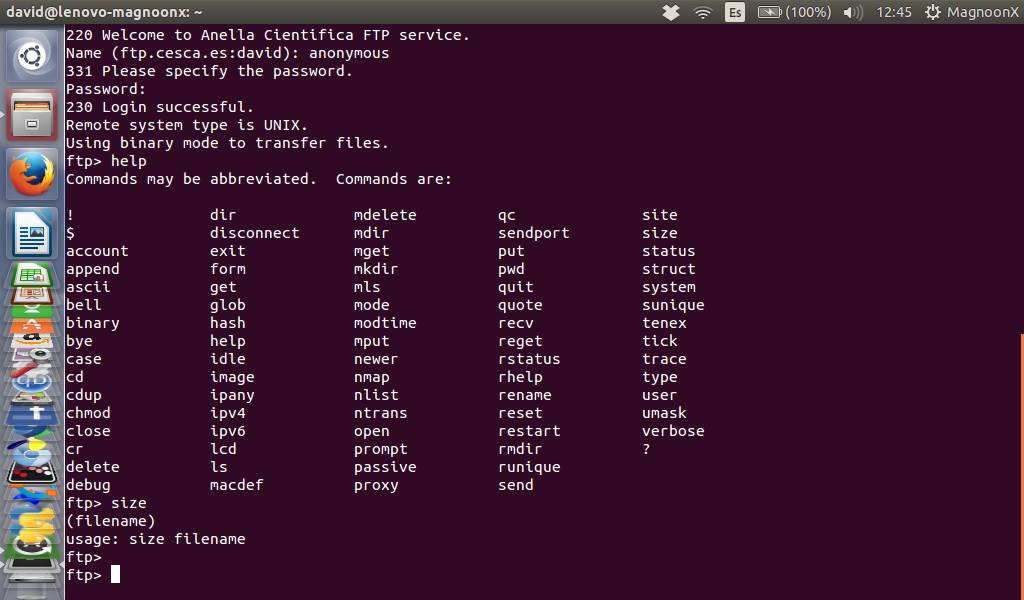 david@lenovo-magnoonx: ~ Es (100%) 12:45 MagnoonX
220 Welcome to Anella Cientifica FTP service.
Name (ftp.cesca.es:david): anonymous
331 Please specify the password.
Password:
230 Login successful.
Remote system type is UNIX.
Using binary mode to transfer files.
ftp> help
Commands may be abbreviated.  Commands are:

!               dir             mdelete         qc              site
$               disconnect      mdir            sendport        size
account         exit            mget            put             status
append          form            mkdir           pwd             struct
ascii           get             mls             quit            system
bell            glob            mode            quote           sunique
binary          hash            modtime         recv            tenex
bye             help            mput            reget           tick
case            idle            newer           rstatus         trace
cd              image           nmap            rhelp           type
cdup            ipany           nlist           rename          user
chmod           ipv4            ntrans          reset           umask
close           ipv6            open            restart         verbose
cr              lcd             prompt          rmdir           ?
delete          ls              passive         runique
debug           macdef          proxy           send
ftp> size
(filename)
usage: size filename
ftp>
ftp>